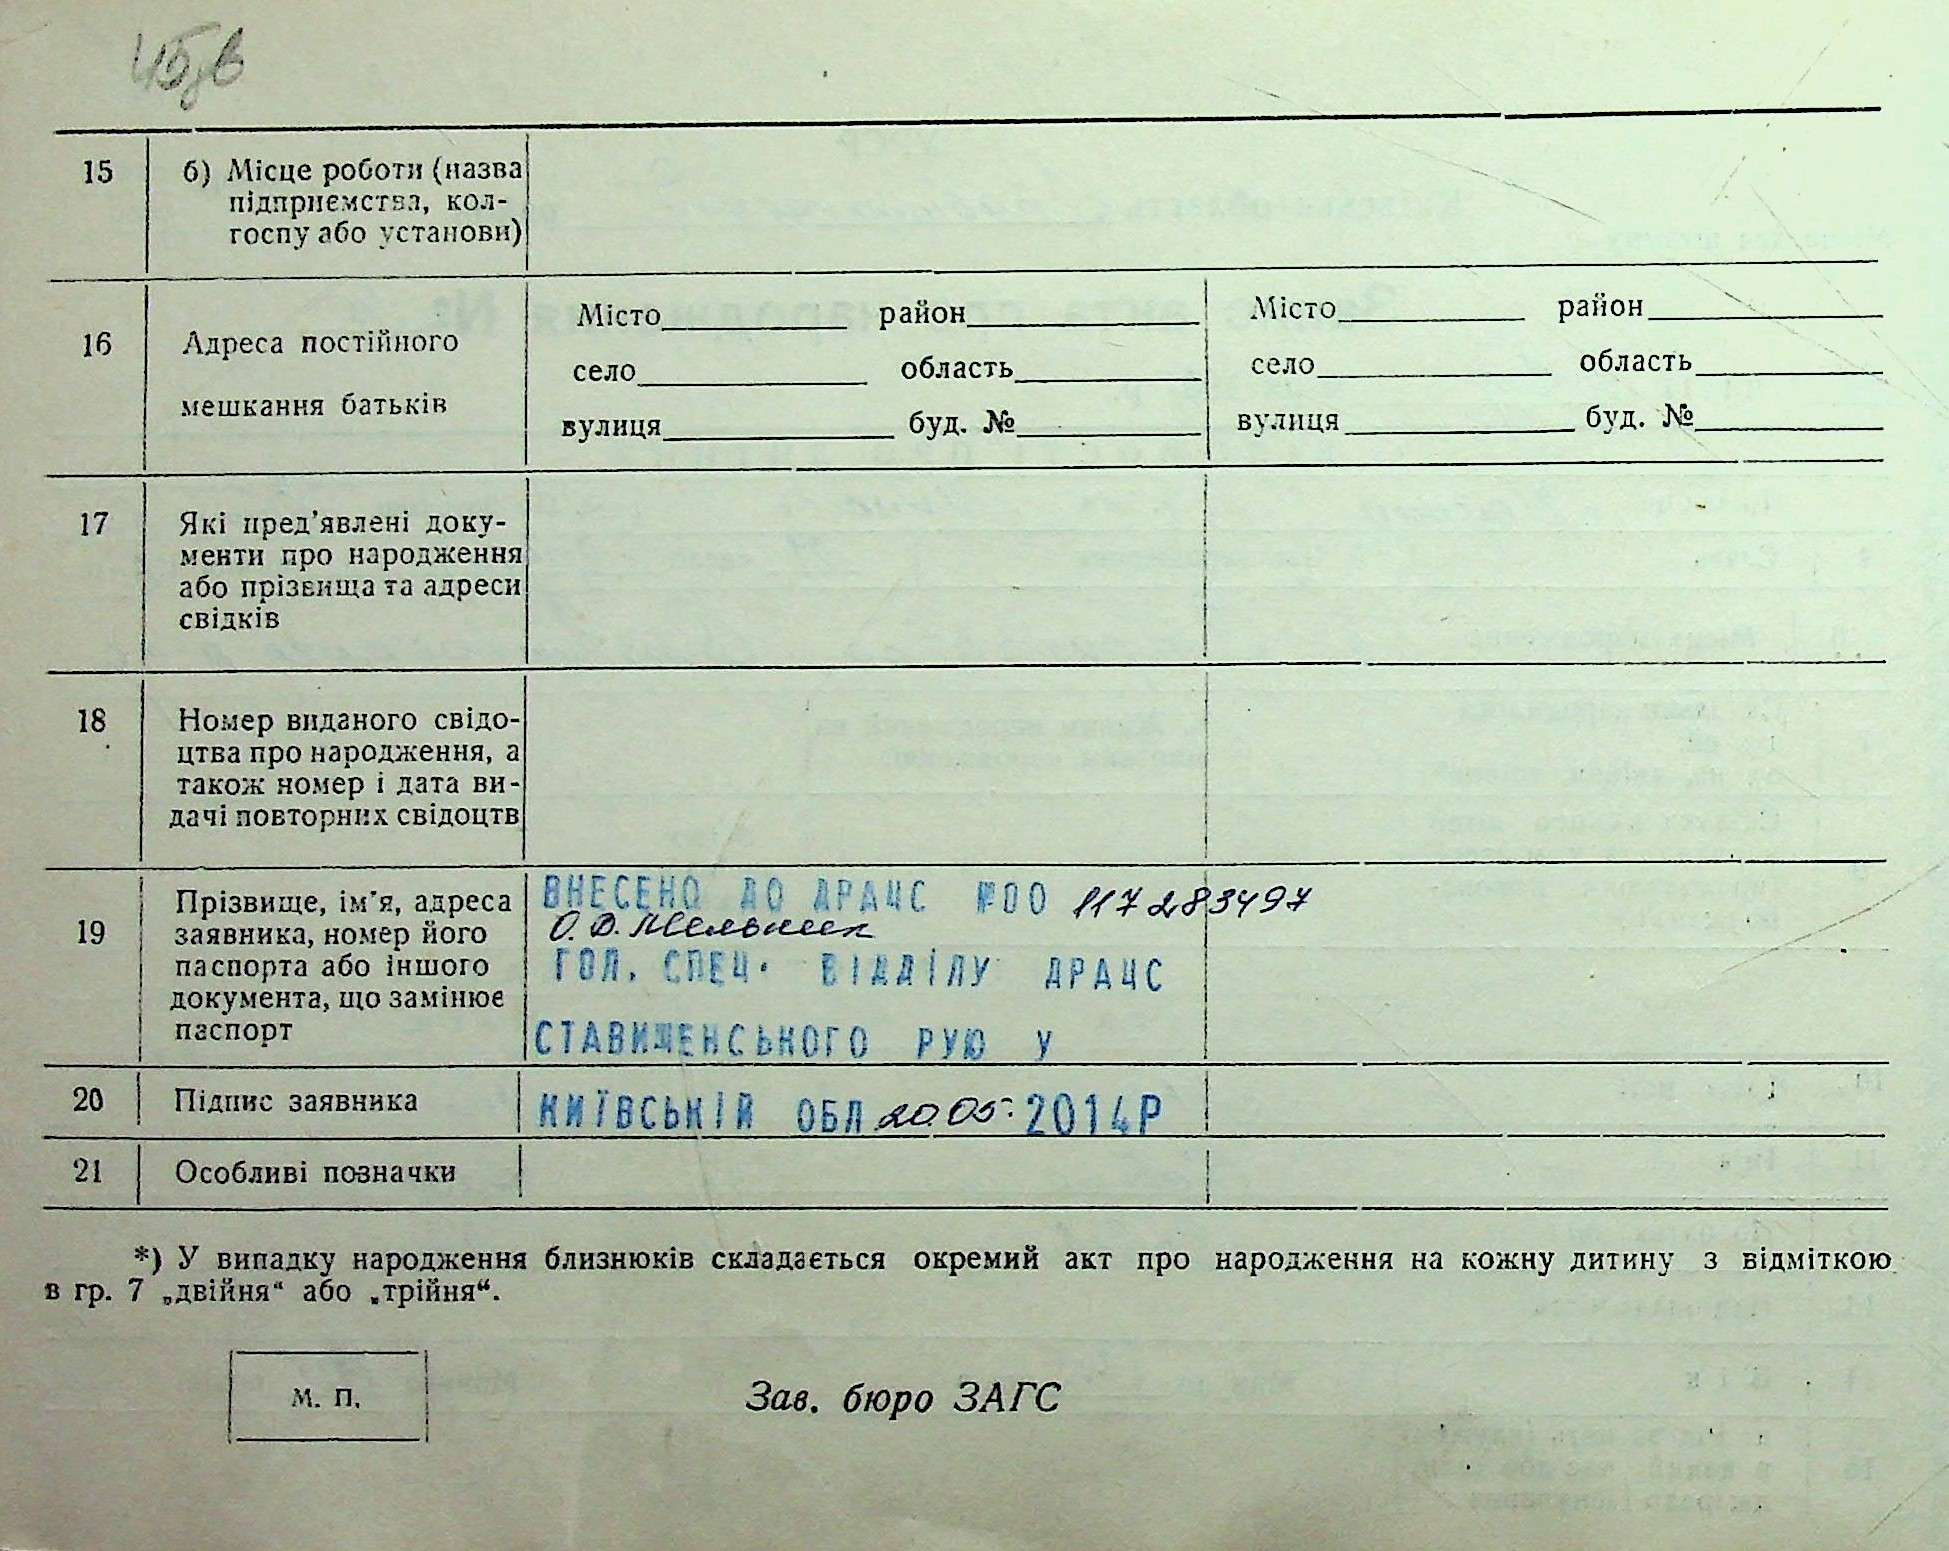 45в
15 б) Місце роботи (назва
підприємства, кол-
госпу або установи)
16 Адреса постійного
мешкання батьків
Місто район
село область
вулиця буд. №
Місто район
село область
вулиця буд. №
17 Які пред’явлені доку-
менти про народження
або прізвища та адреси
свідків
18 Номер виданого свідо-
цтва про народження, а
також номер і дата ви-
дачі повторних свідоцтв
19 Прізвище, ім’я, адреса
заявника, номер його
паспорта або іншого
документа, що замінює
паспорт
ВНЕСЕНО ДО ДРАЦС №00 117283497
О. В. Мельник
ГОЛ. СПЕЦ. ВІДДІЛУ ДРАЦС
СТАВИЩЕНСЬКОГО РУЮ У
20 Підпис заявника
КИЇВСЬКІЙ ОБЛ 20.05. 2014Р
21 Особливі позначки
*) У випадку народження близнюків складається окремий акт про народження на кожну дитину з відміткою
в гр. 7 „двійня“ або „трійня“.
М. П.
Зав. бюро ЗАГС